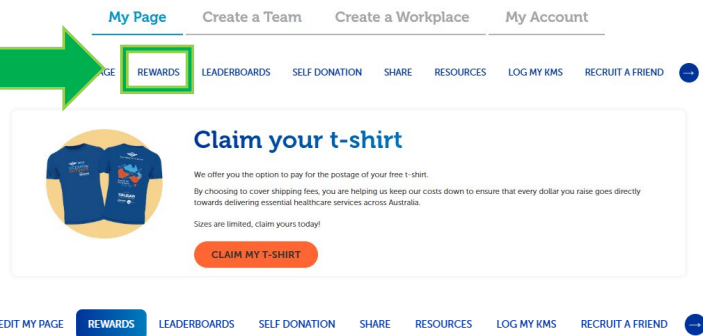 My Page Create a Team Create a Workplace My Account
GE REWARDS LEADERBOARDS SELF DONATION SHARE RESOURCES LOG MY KMS RECRUIT A FRIEND
Claim your t-shirt
We offer you the option to pay for the postage of your free t-shirt.
By choosing to cover shipping fees, you are helping us keep our costs down to ensure that every dollar you raise goes directly
towards delivering essential healthcare services across Australia.
Sizes are limited, claim yours today!
CLAIM MY T-SHIRT
EDIT MY PAGE REWARDS LEADERBOARDS SELF DONATION SHARE RESOURCES LOG MY KMS RECRUIT A FRIEND